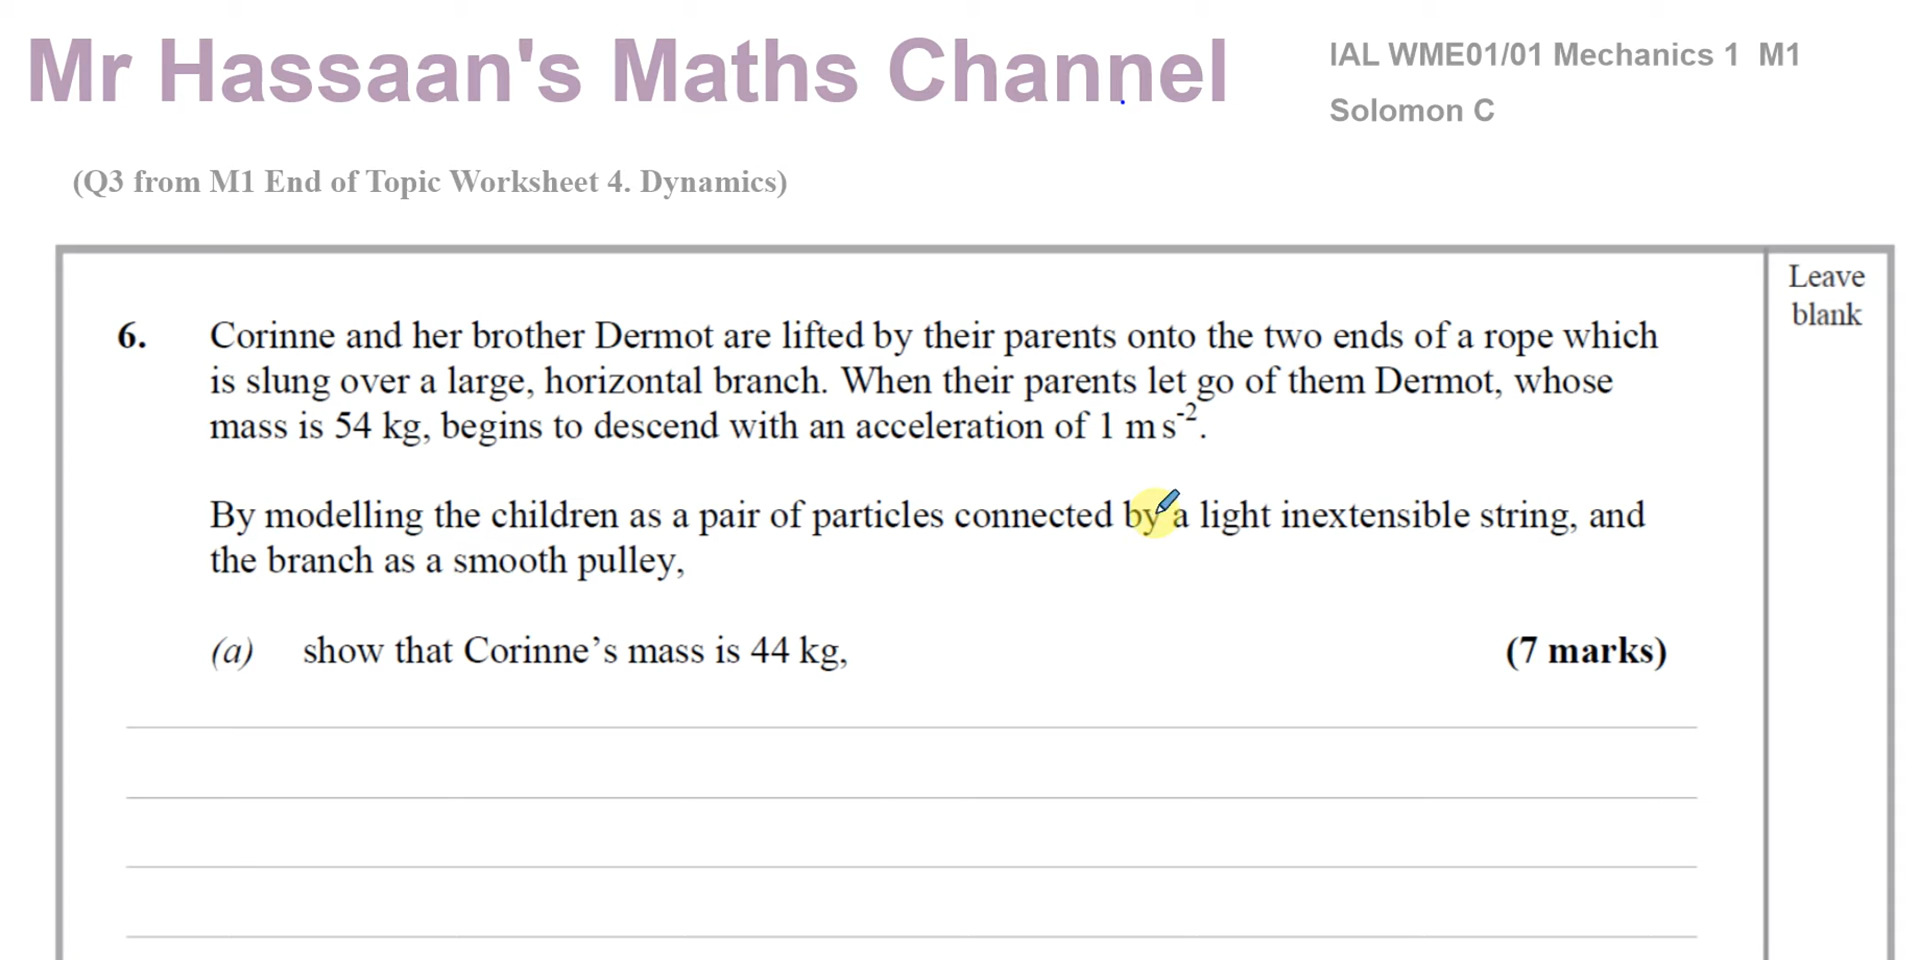 Mr Hassaan's Maths Channel
IAL WME01/01 Mechanics 1 M1
Solomon C
(Q3 from M1 End of Topic Worksheet 4. Dynamics)
Leave
blank
6. Corinne and her brother Dermot are lifted by their parents onto the two ends of a rope which
is slung over a large, horizontal branch. When their parents let go of them Dermot, whose
mass is 54 kg, begins to descend with an acceleration of 1 m s⁻².
By modelling the children as a pair of particles connected by a light inextensible string, and
the branch as a smooth pulley,
(a) show that Corinne’s mass is 44 kg, (7 marks)